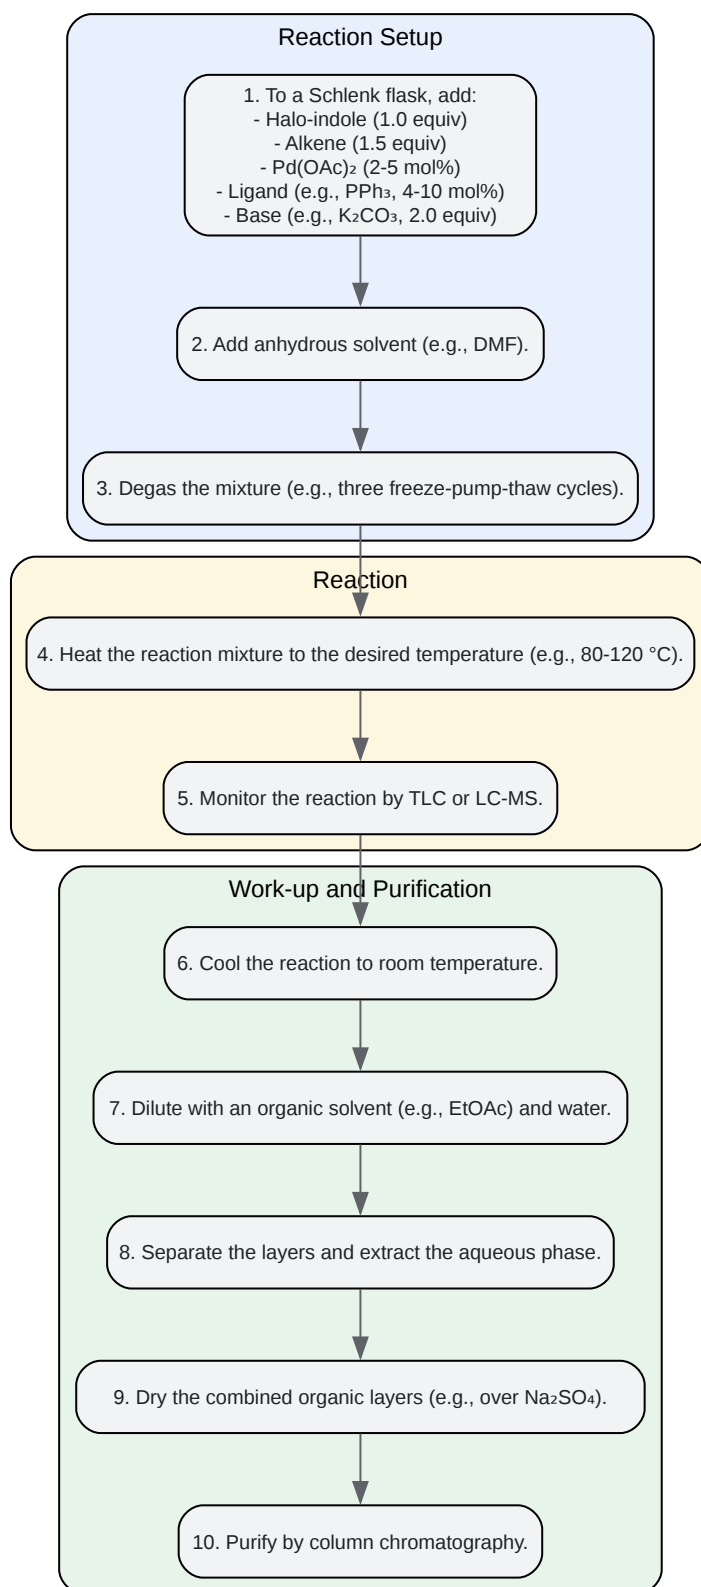 Reaction Setup
1. To a Schlenk flask, add:
- Halo-indole (1.0 equiv)
- Alkene (1.5 equiv)
- Pd(OAc)₂ (2-5 mol%)
- Ligand (e.g., PPh₃, 4-10 mol%)
- Base (e.g., K₂CO₃, 2.0 equiv)
2. Add anhydrous solvent (e.g., DMF).
3. Degas the mixture (e.g., three freeze-pump-thaw cycles).
Reaction
4. Heat the reaction mixture to the desired temperature (e.g., 80-120 °C).
5. Monitor the reaction by TLC or LC-MS.
Work-up and Purification
6. Cool the reaction to room temperature.
7. Dilute with an organic solvent (e.g., EtOAc) and water.
8. Separate the layers and extract the aqueous phase.
9. Dry the combined organic layers (e.g., over Na₂SO₄).
10. Purify by column chromatography.